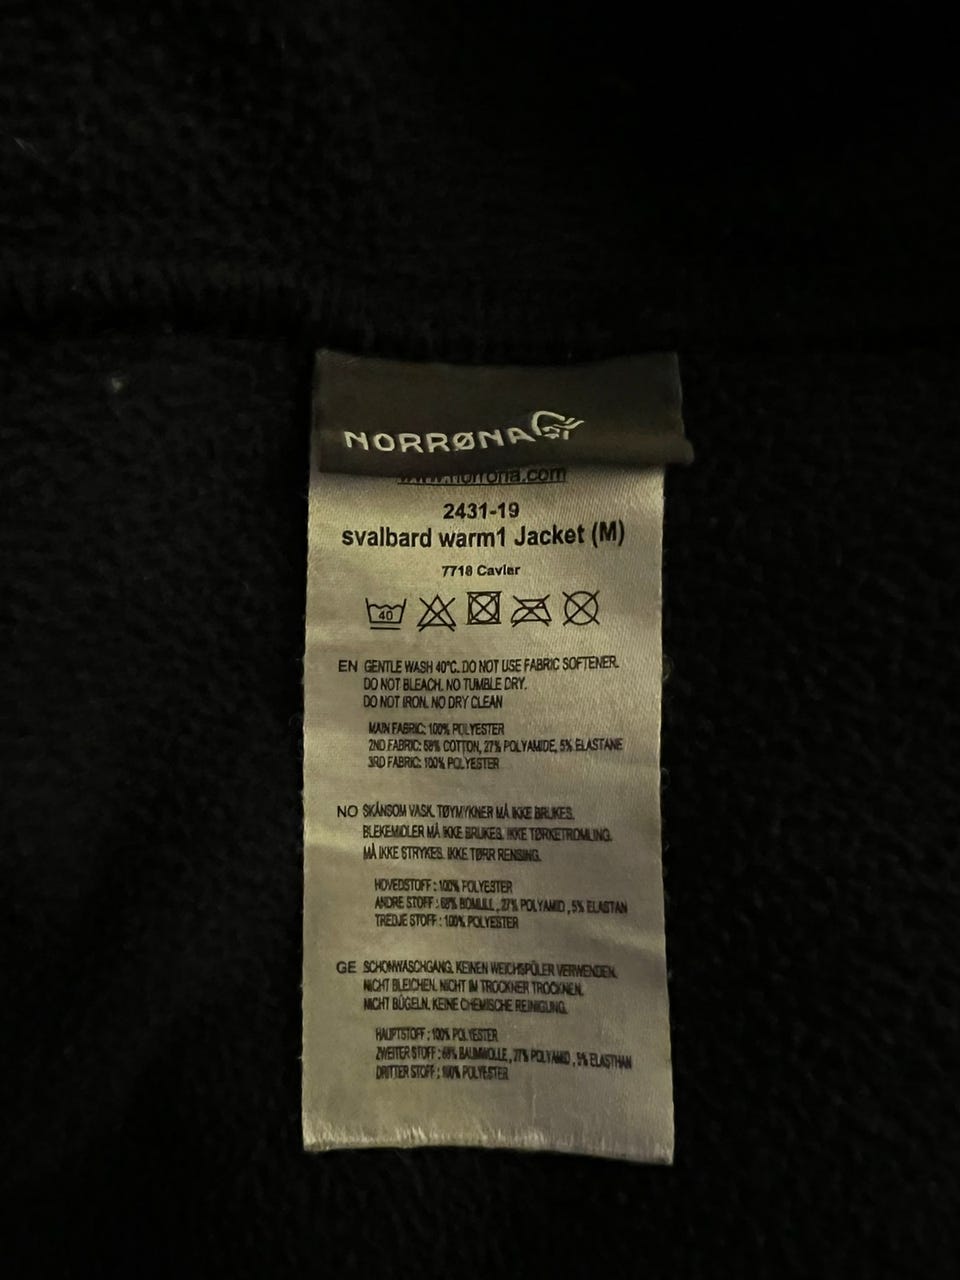 NORRØNA
www.norrona.com
2431-19
svalbard warm1 Jacket (M)
7718 Caviar
40
EN GENTLE WASH 40°C. DO NOT USE FABRIC SOFTENER.
DO NOT BLEACH. NO TUMBLE DRY.
DO NOT IRON. NO DRY CLEAN
MAIN FABRIC: 100% POLYESTER
2ND FABRIC: 68% COTTON, 27% POLYAMIDE, 5% ELASTANE
3RD FABRIC: 100% POLYESTER
NO SKÅNSOM VASK. TØYMYKNER MÅ IKKE BRUKES.
BLEKEMIDLER MÅ IKKE BRUKES. IKKE TØRKETROMLING.
MÅ IKKE STRYKES. IKKE TØRR RENSING.
HOVEDSTOFF : 100% POLYESTER
ANDRE STOFF : 68% BOMULL , 27% POLYAMID , 5% ELASTAN
TREDJE STOFF : 100% POLYESTER
GE SCHONWASCHGANG. KEINEN WEICHSPÜLER VERWENDEN.
NICHT BLEICHEN. NICHT IM TROCKNER TROCKNEN.
NICHT BÜGELN. KEINE CHEMISCHE REINIGUNG.
HAUPTSTOFF : 100% POLYESTER
ZWEITER STOFF : 68% BAUMWOLLE , 27% POLYAMID , 5% ELASTHAN
DRITTER STOFF : 100% POLYESTER